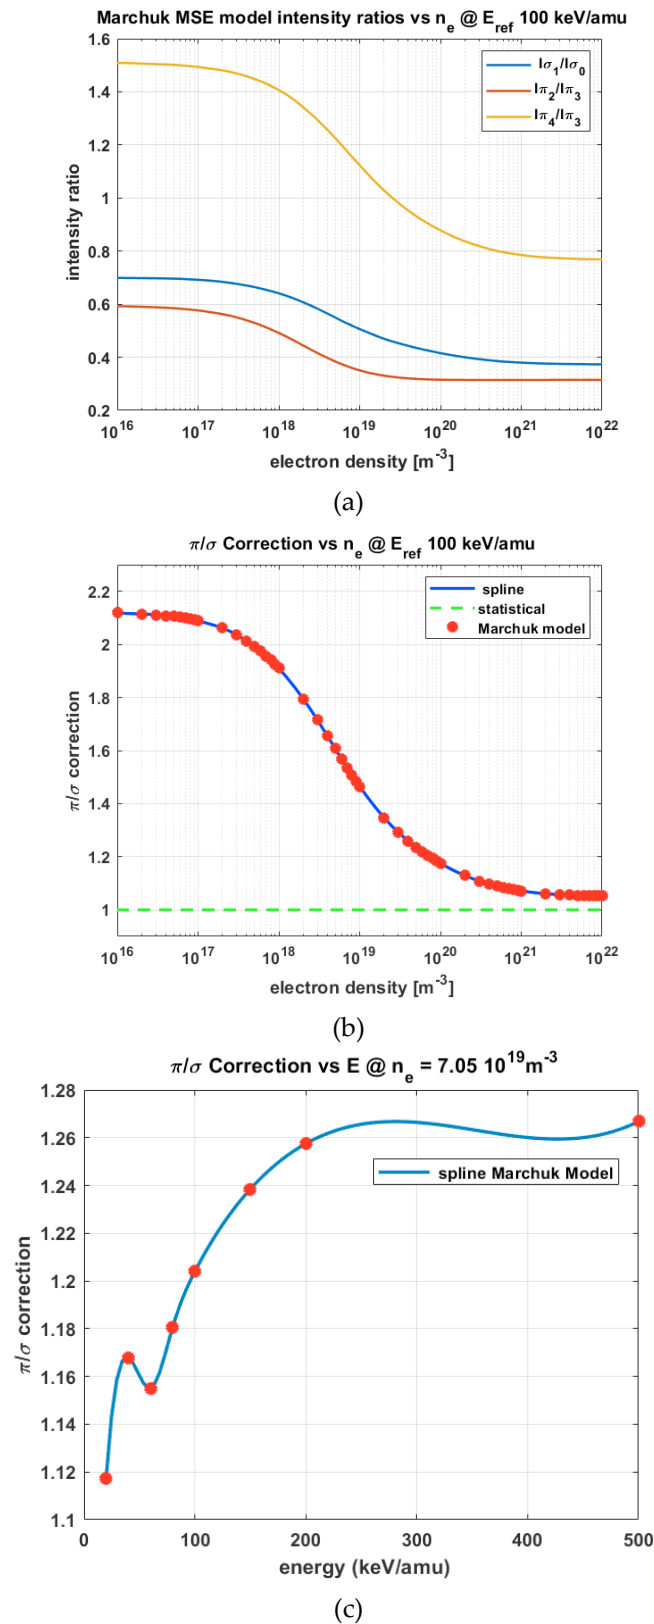 Marchuk MSE model intensity ratios vs n_e @ E_ref 100 keV/amu
1.6
1.4
1.2
1
0.8
0.6
0.4
0.2
intensity ratio
Iσ_1/Iσ_0
Iπ_2/Iπ_3
Iπ_4/Iπ_3
10^16 10^17 10^18 10^19 10^20 10^21 10^22
electron density [m^-3]
(a)
π/σ Correction vs n_e @ E_ref 100 keV/amu
2.2
2
1.8
1.6
1.4
1.2
1
π/σ correction
spline
statistical
Marchuk model
10^16 10^17 10^18 10^19 10^20 10^21 10^22
electron density [m^-3]
(b)
π/σ Correction vs E @ n_e = 7.05 10^19m^-3
1.28
1.26
1.24
1.22
1.2
1.18
1.16
1.14
1.12
1.1
π/σ correction
spline Marchuk Model
0 100 200 300 400 500
energy (keV/amu)
(c)